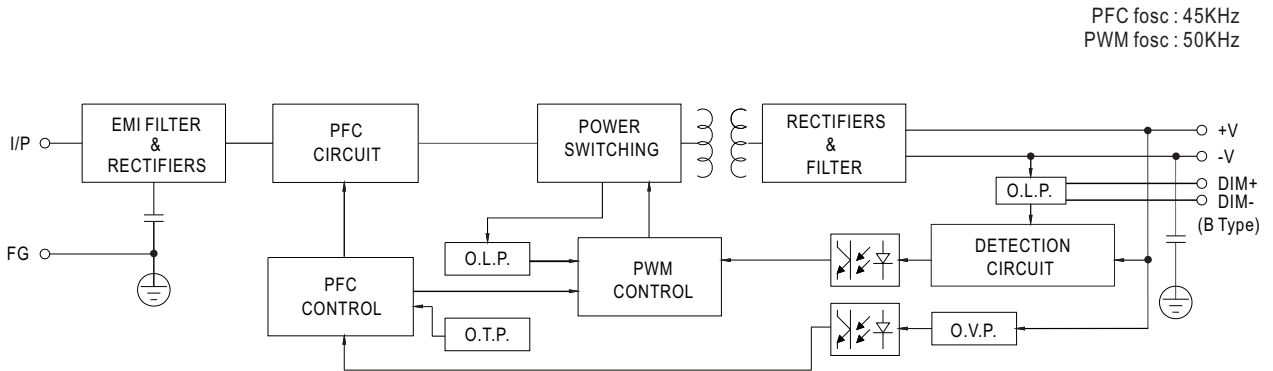 PFC fosc : 45KHz
PWM fosc : 50KHz
I/P
EMI FILTER
&
RECTIFIERS
PFC
CIRCUIT
POWER
SWITCHING
RECTIFIERS
&
FILTER
+V
-V
O.L.P.
DIM+
DIM-
(B Type)
FG
O.L.P.
PFC
CONTROL
PWM
CONTROL
DETECTION
CIRCUIT
O.T.P.
O.V.P.